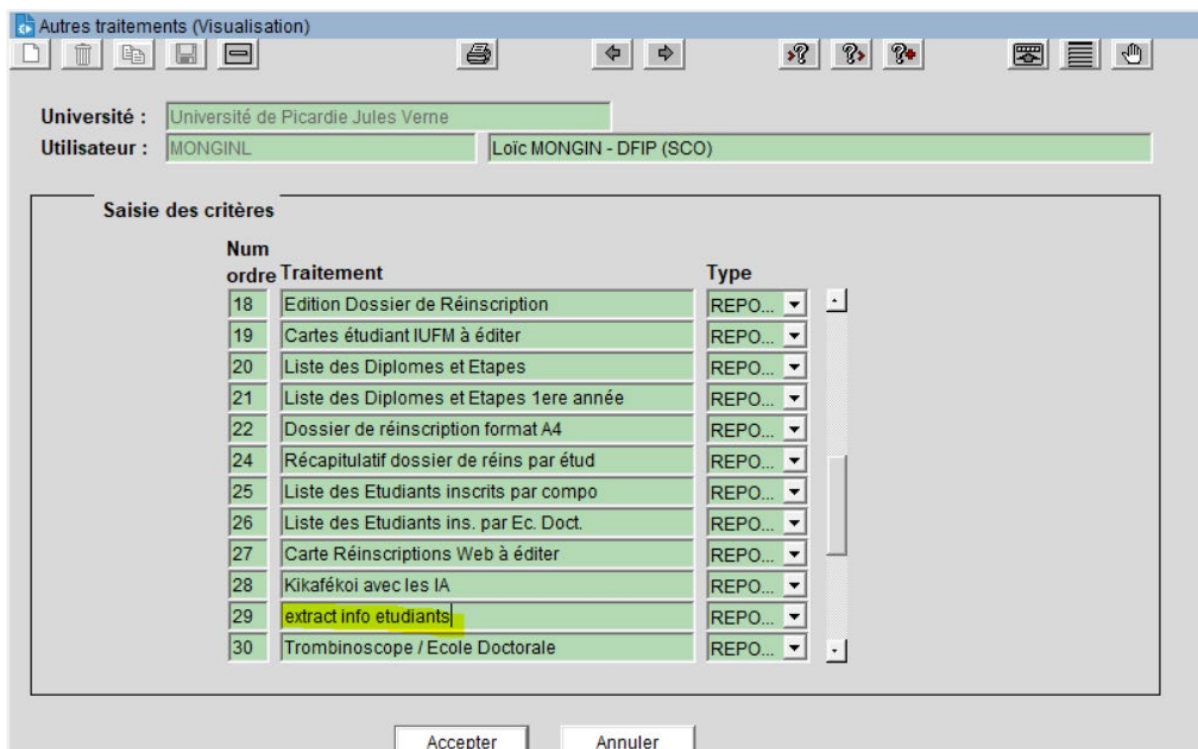 Autres traitements (Visualisation)
Université : Université de Picardie Jules Verne
Utilisateur : MONGINL Loïc MONGIN - DFIP (SCO)
Saisie des critères
Num
ordre Traitement Type
18 Edition Dossier de Réinscription REPO...
19 Cartes étudiant IUFM à éditer REPO...
20 Liste des Diplomes et Etapes REPO...
21 Liste des Diplomes et Etapes 1ere année REPO...
22 Dossier de réinscription format A4 REPO...
24 Récapitulatif dossier de réins par étud REPO...
25 Liste des Etudiants inscrits par compo REPO...
26 Liste des Etudiants ins. par Ec. Doct. REPO...
27 Carte Réinscriptions Web à éditer REPO...
28 Kikafékoi avec les IA REPO...
29 extract info etudiants REPO...
30 Trombinoscope / Ecole Doctorale REPO...
Accepter Annuler